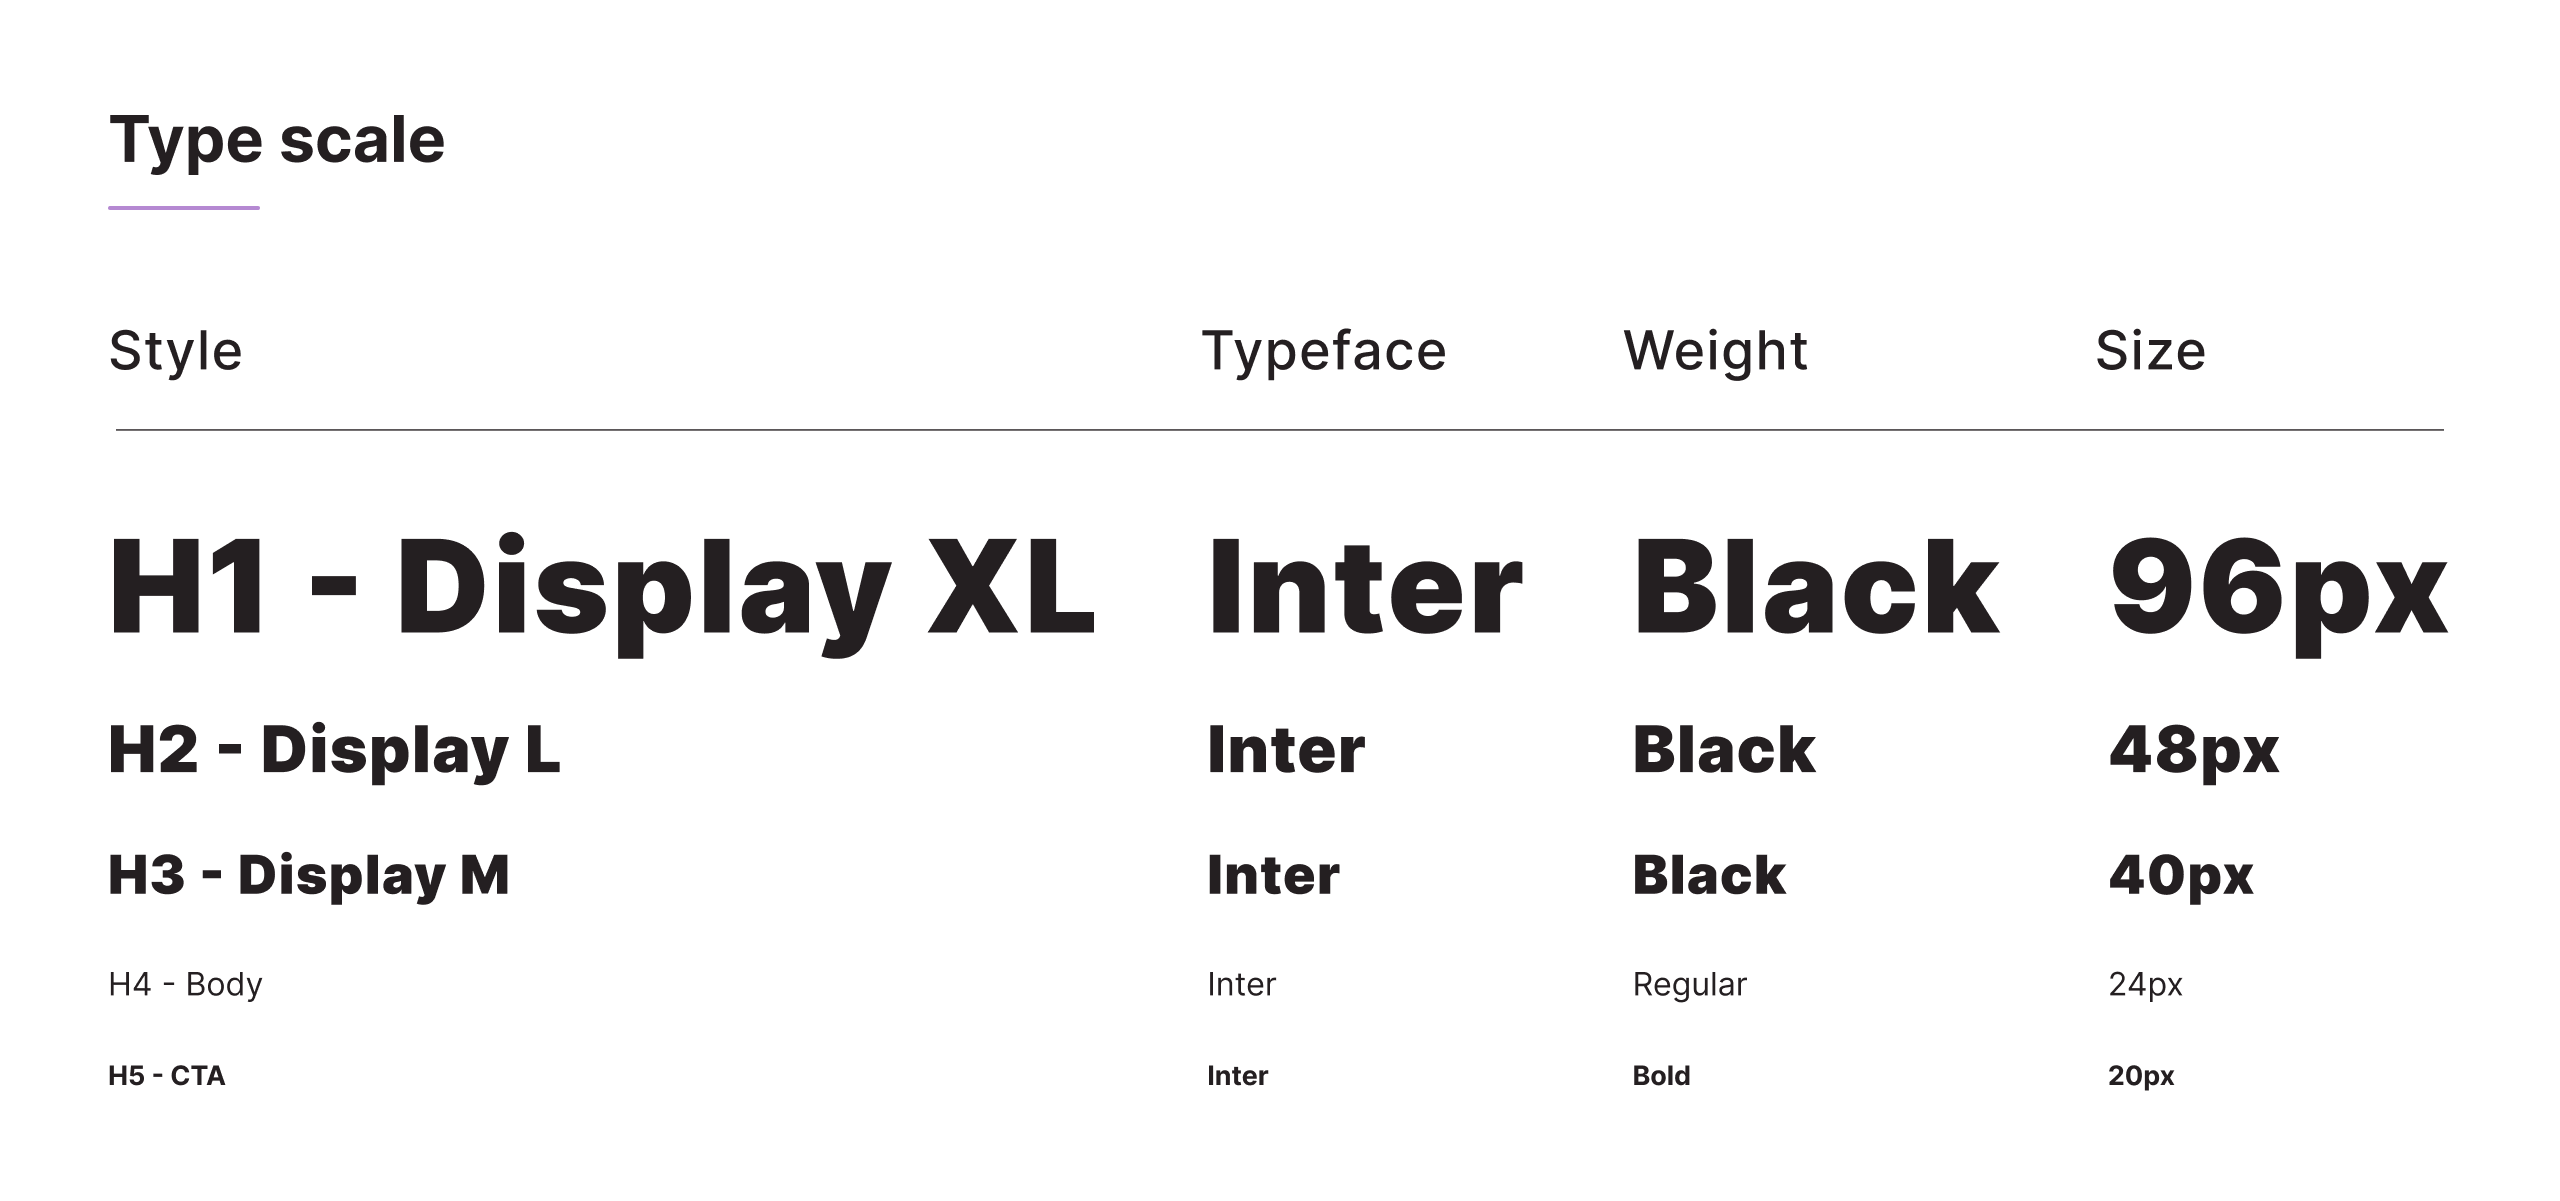 Type scale
Style Typeface Weight Size
H1 - Display XL Inter Black 96px
H2 - Display L Inter Black 48px
H3 - Display M Inter Black 40px
H4 - Body Inter Regular 24px
H5 - CTA Inter Bold 20px